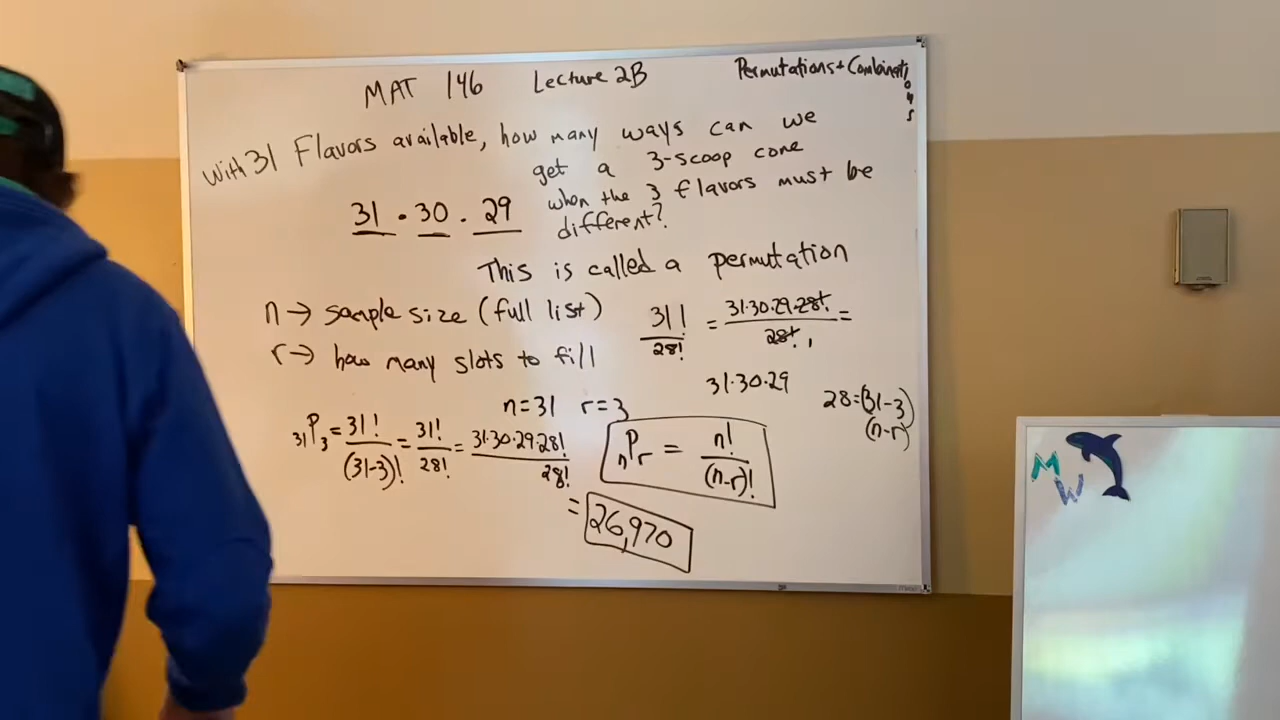 MAT 146 Lecture 2B Permutations + Combinations
With 31 Flavors available, how many ways can we
get a 3-scoop cone
when the 3 flavors must be
different?
31 · 30 · 29
This is called a permutation
n → sample size (full list)
r → how many slots to fill
31!/28! = 31·30·29·28!/28! =
31·30·29
28=(31-3)
(n-r)
n=31 r=3
31P3 = 31!/(31-3)! = 31!/28! = 31·30·29·28!/28!
= 26,970
nPr = n!/(n-r)!
M
W